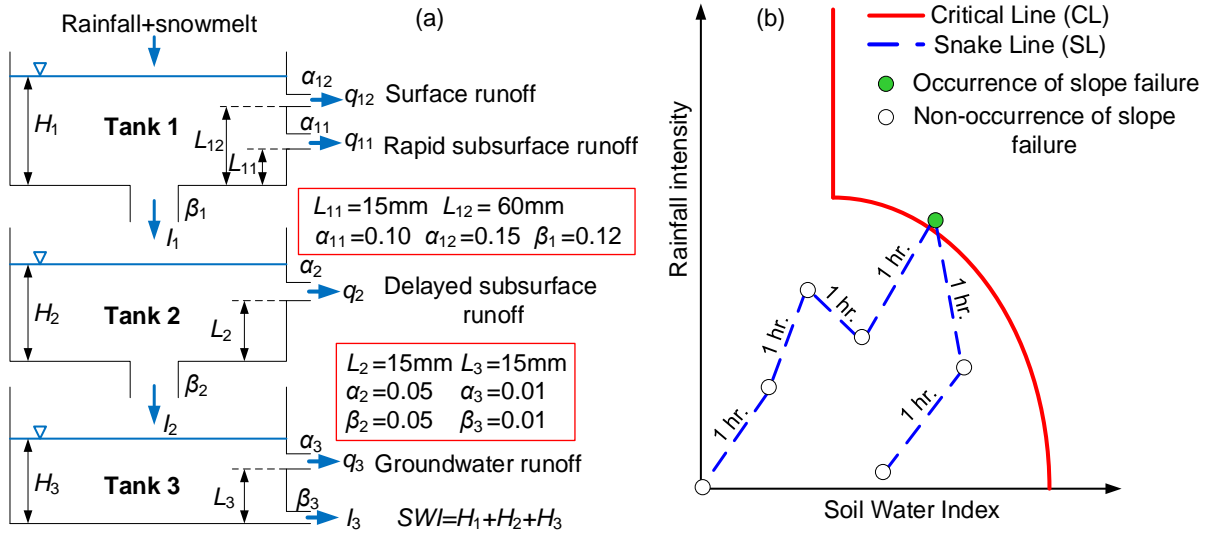 Rainfall+snowmelt
(a)
α12
q12 Surface runoff
H1
Tank 1
L12
α11
q11 Rapid subsurface runoff
L11
β1
I1
L11=15mm L12= 60mm
α11=0.10 α12=0.15 β1=0.12
α2
q2 Delayed subsurface
runoff
H2
Tank 2
L2
β2
I2
L2=15mm L3=15mm
α2=0.05 α3=0.01
β2=0.05 β3=0.01
α3
q3 Groundwater runoff
H3
Tank 3
L3
β3
I3
SWI=H1+H2+H3
(b)
Critical Line (CL)
Snake Line (SL)
Occurrence of slope failure
Non-occurrence of slope
failure
Rainfall intensity
1 hr.
1 hr.
1 hr.
1 hr.
1 hr.
1 hr.
Soil Water Index